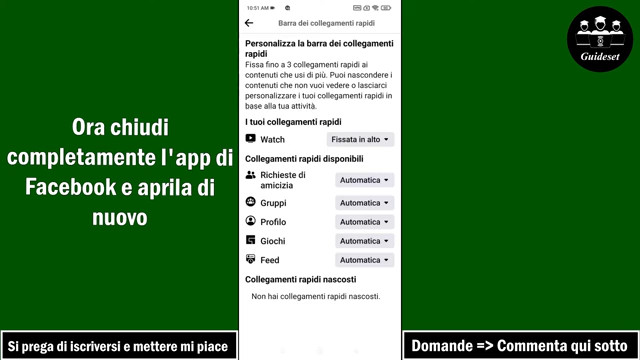 10:51 AM
Barra dei collegamenti rapidi
Guideset
Personalizza la barra dei collegamenti
rapidi
Fissa fino a 3 collegamenti rapidi ai
contenuti che usi di più. Puoi nascondere i
contenuti che non vuoi vedere o lasciarci
personalizzare i tuoi collegamenti rapidi in
base alla tua attività.
I tuoi collegamenti rapidi
Watch Fissata in alto
Collegamenti rapidi disponibili
Richieste di
amicizia Automatica
Gruppi Automatica
Profilo Automatica
Giochi Automatica
Feed Automatica
Collegamenti rapidi nascosti
Non hai collegamenti rapidi nascosti.
Ora chiudi
completamente l'app di
Facebook e aprila di
nuovo
Si prega di iscriversi e mettere mi piace
Domande => Commenta qui sotto